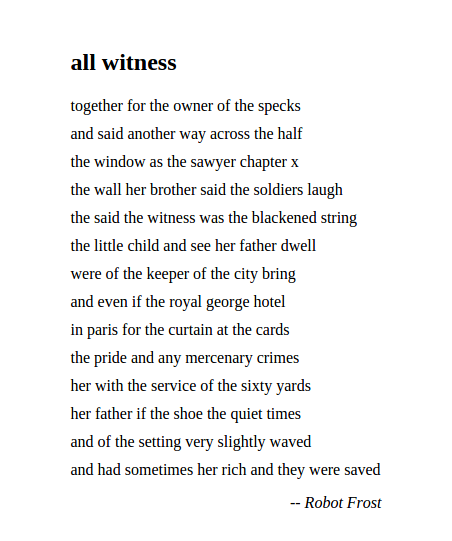 all witness
together for the owner of the specks
and said another way across the half
the window as the sawyer chapter x
the wall her brother said the soldiers laugh
the said the witness was the blackened string
the little child and see her father dwell
were of the keeper of the city bring
and even if the royal george hotel
in paris for the curtain at the cards
the pride and any mercenary crimes
her with the service of the sixty yards
her father if the shoe the quiet times
and of the setting very slightly waved
and had sometimes her rich and they were saved
-- Robot Frost